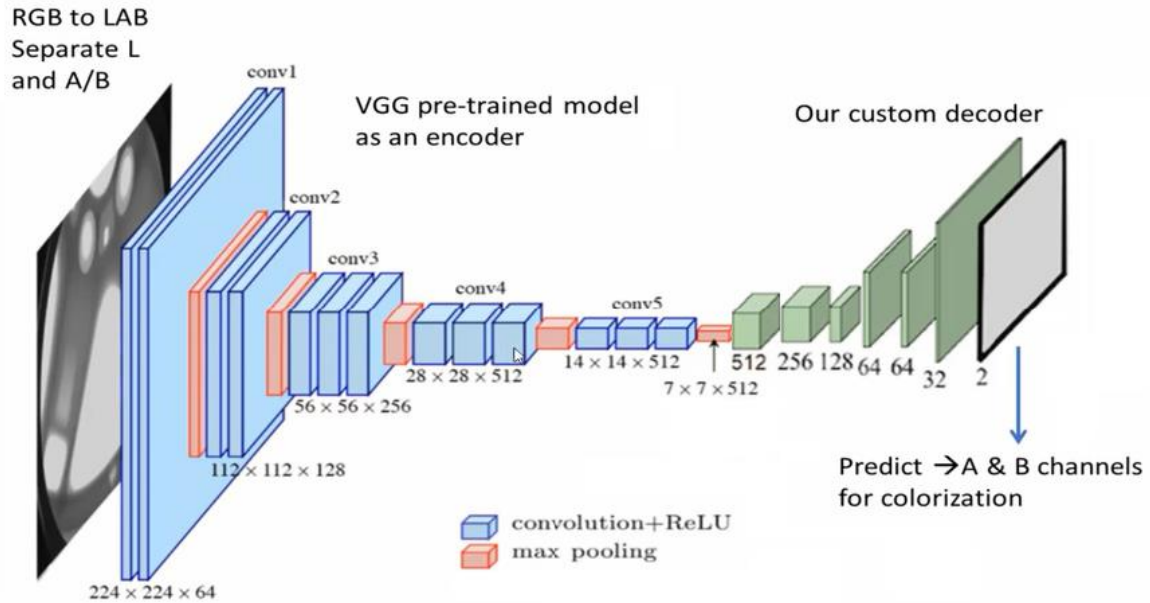 RGB to LAB
Separate L
and A/B
conv1
VGG pre-trained model
as an encoder
Our custom decoder
conv2
conv3
conv4
conv5
224 × 224 × 64
112 × 112 × 128
56 × 56 × 256
28 × 28 × 512
14 × 14 × 512
7 × 7 × 512
512 256 128 64 64 32 2
Predict →A & B channels
for colorization
convolution+ReLU
max pooling